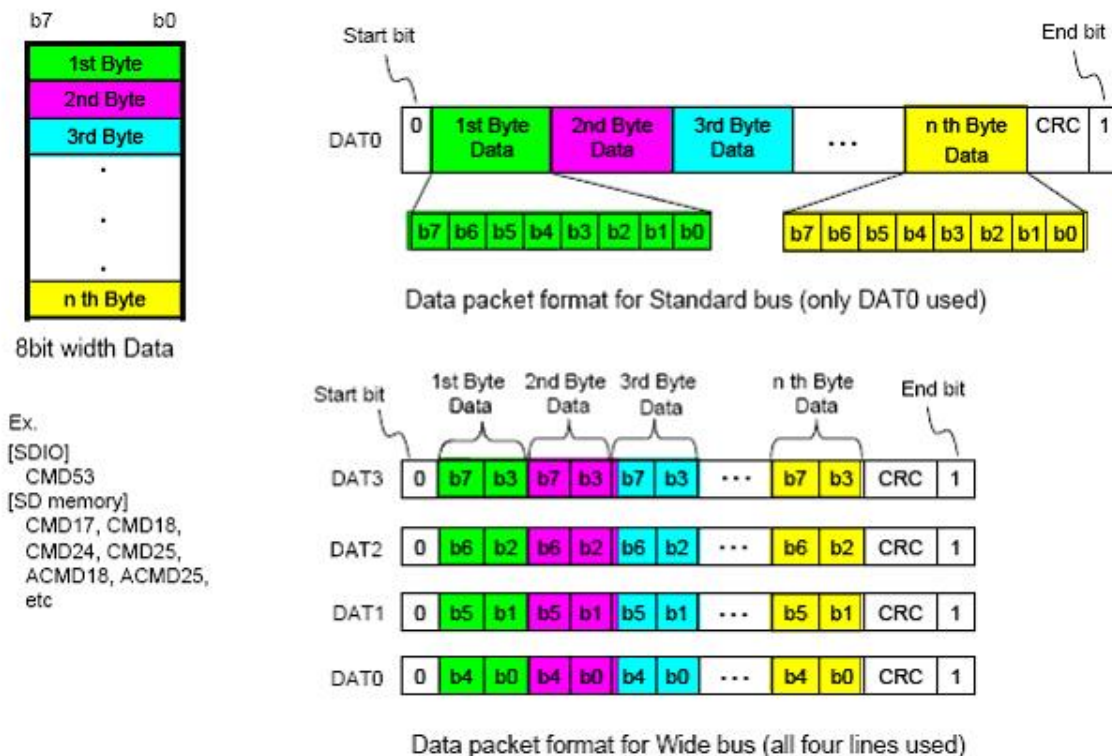 b7 b0
1st Byte
2nd Byte
3rd Byte
.
.
.
n th Byte
8bit width Data
Ex.
[SDIO]
CMD53
[SD memory]
CMD17, CMD18,
CMD24, CMD25,
ACMD18, ACMD25,
etc
Start bit
End bit
DAT0 0 1st Byte Data 2nd Byte Data 3rd Byte Data ... n th Byte Data CRC 1
b7 b6 b5 b4 b3 b2 b1 b0
b7 b6 b5 b4 b3 b2 b1 b0
Data packet format for Standard bus (only DAT0 used)
Start bit
1st Byte Data
2nd Byte Data
3rd Byte Data
n th Byte Data
End bit
DAT3 0 b7 b3 b7 b3 b7 b3 ... b7 b3 CRC 1
DAT2 0 b6 b2 b6 b2 b6 b2 ... b6 b2 CRC 1
DAT1 0 b5 b1 b5 b1 b5 b1 ... b5 b1 CRC 1
DAT0 0 b4 b0 b4 b0 b4 b0 ... b4 b0 CRC 1
Data packet format for Wide bus (all four lines used)